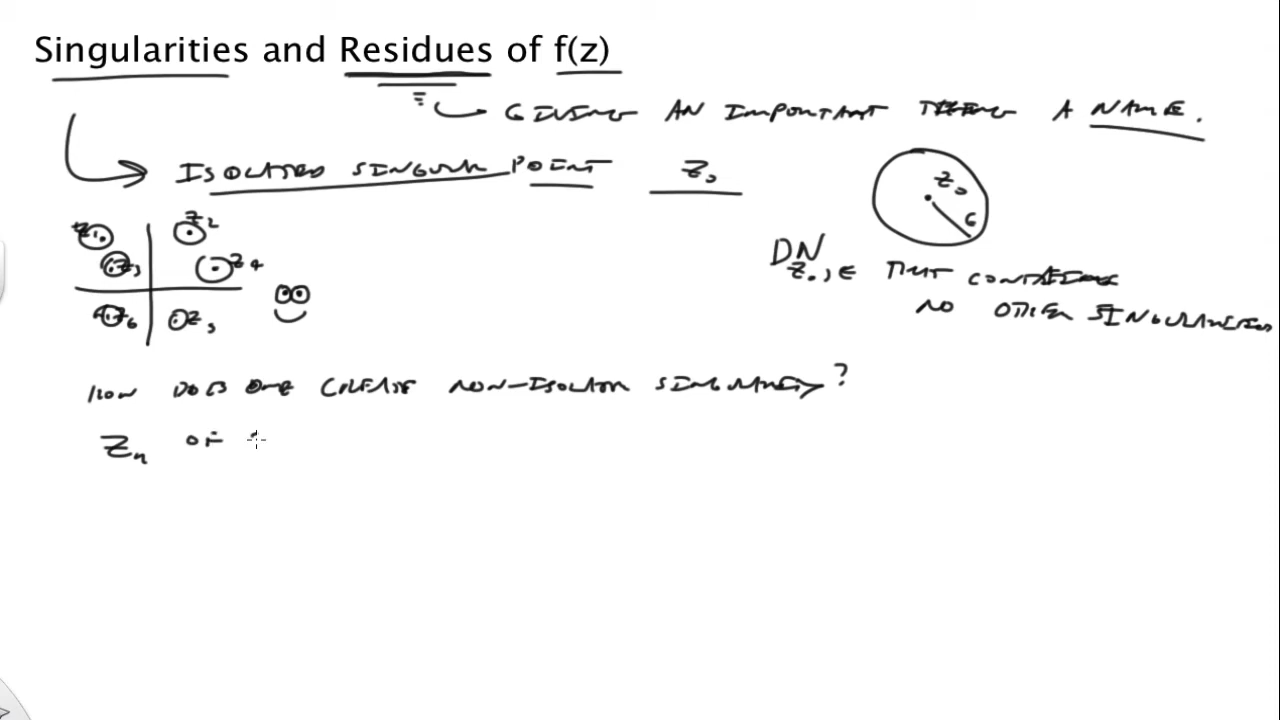 Singularities and Residues of f(z)
GIVING AN IMPORTANT THING A NAME.
ISOLATED SINGULAR POINT Z₀
Z₀
ε
Z₁ Z₂
Z₃ Z₄
Z₆ Z₅
DN Z₀,ε THAT CONTAINS
NO OTHER SINGULARITIES
HOW DOES ONE CREATE NON-ISOLATED SINGULARITY?
Zₙ OF